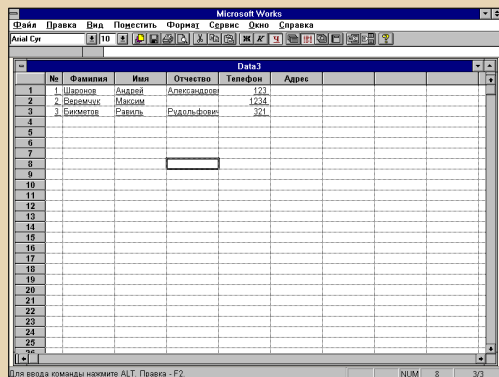 Microsoft Works
Файл Правка Вид Поместить Формат Сервис Окно Справка
Arial Cyr 10 Ж К Ч
Data3
№ Фамилия Имя Отчество Телефон Адрес
1 1 Шаронов Андрей Александрови 123
2 2 Веремчук Максим 1234
3 3 Бикметов Равиль Рудольфович 321
4
5
6
7
8
9
10
11
12
13
14
15
16
17
18
19
20
21
22
23
24
25
26
Для ввода команды нажмите ALT. Правка - F2. NUM 8 3/3